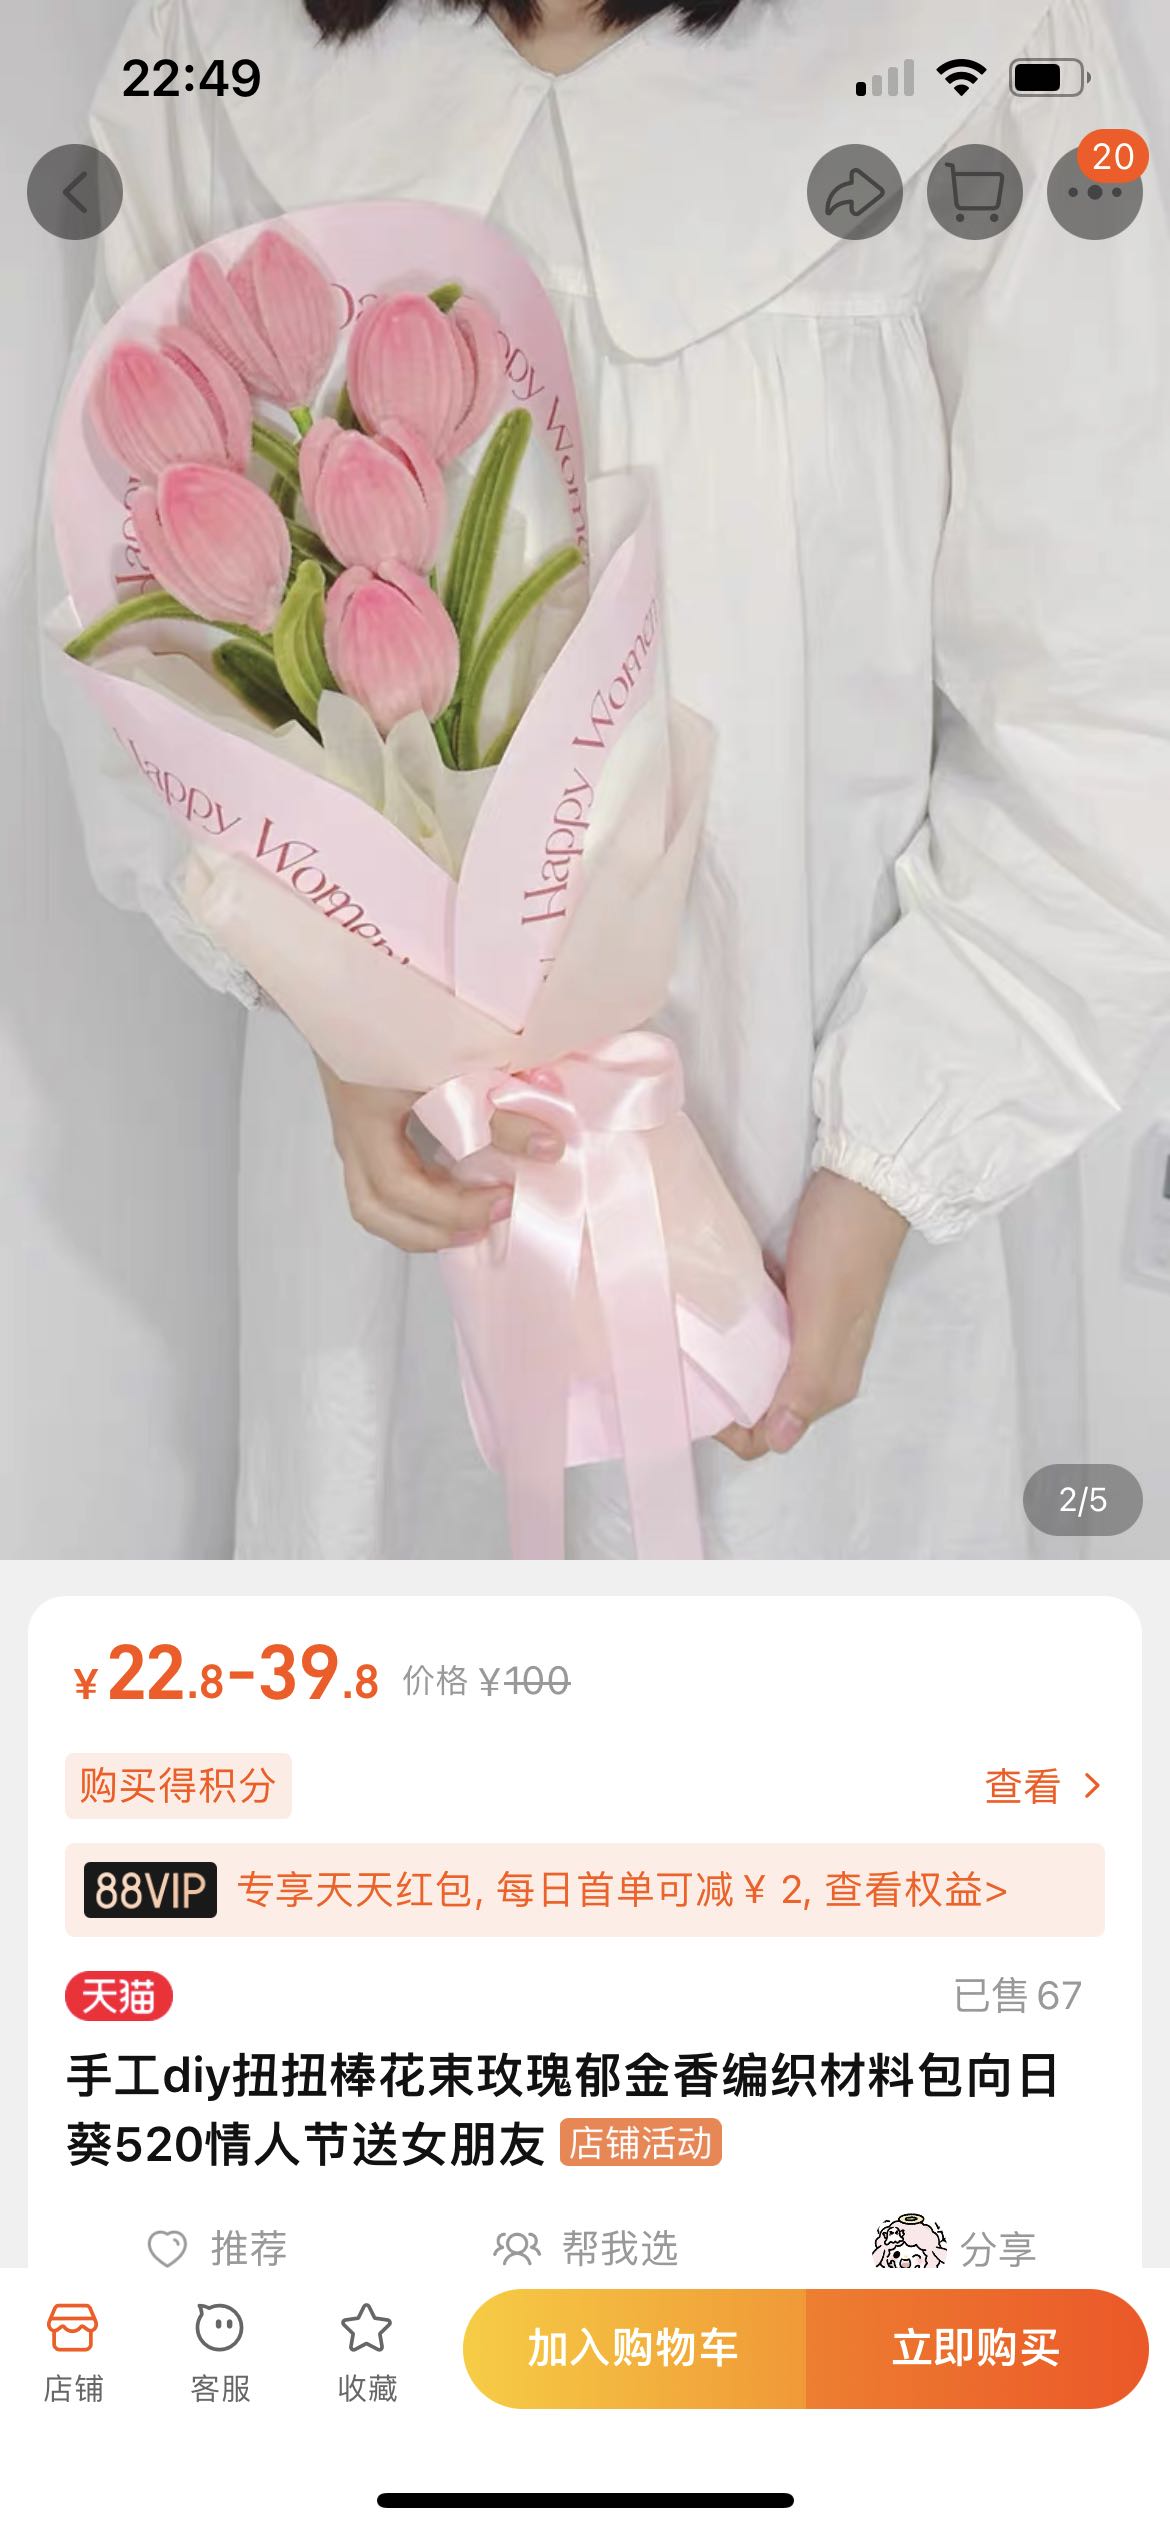 22:49
20
Happy Women
Happy Women
2/5
¥22.8-39.8 价格 ¥100
购买得积分 查看 >
88VIP 专享天天红包, 每日首单可减 ¥ 2, 查看权益>
天猫 已售 67
手工diy扭扭棒花束玫瑰郁金香编织材料包向日
葵520情人节送女朋友 店铺活动
推荐 帮我选 分享
店铺 客服 收藏 加入购物车 立即购买